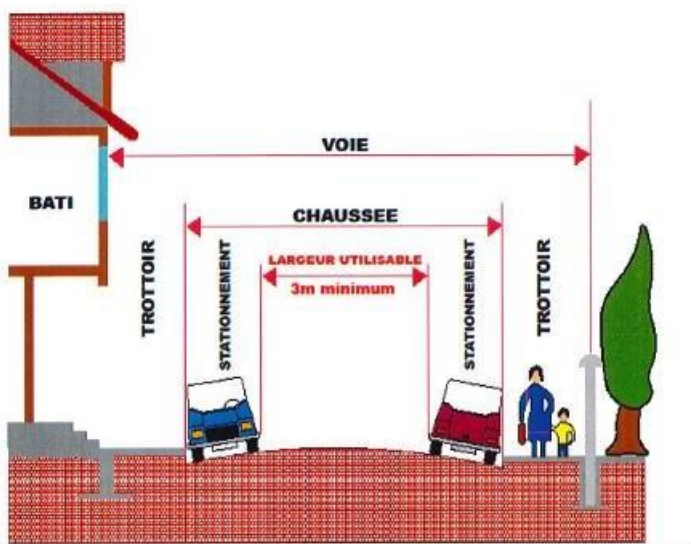 VOIE
BATI
CHAUSSEE
TROTTOIR
STATIONNEMENT
LARGEUR UTILISABLE
3m minimum
STATIONNEMENT
TROTTOIR